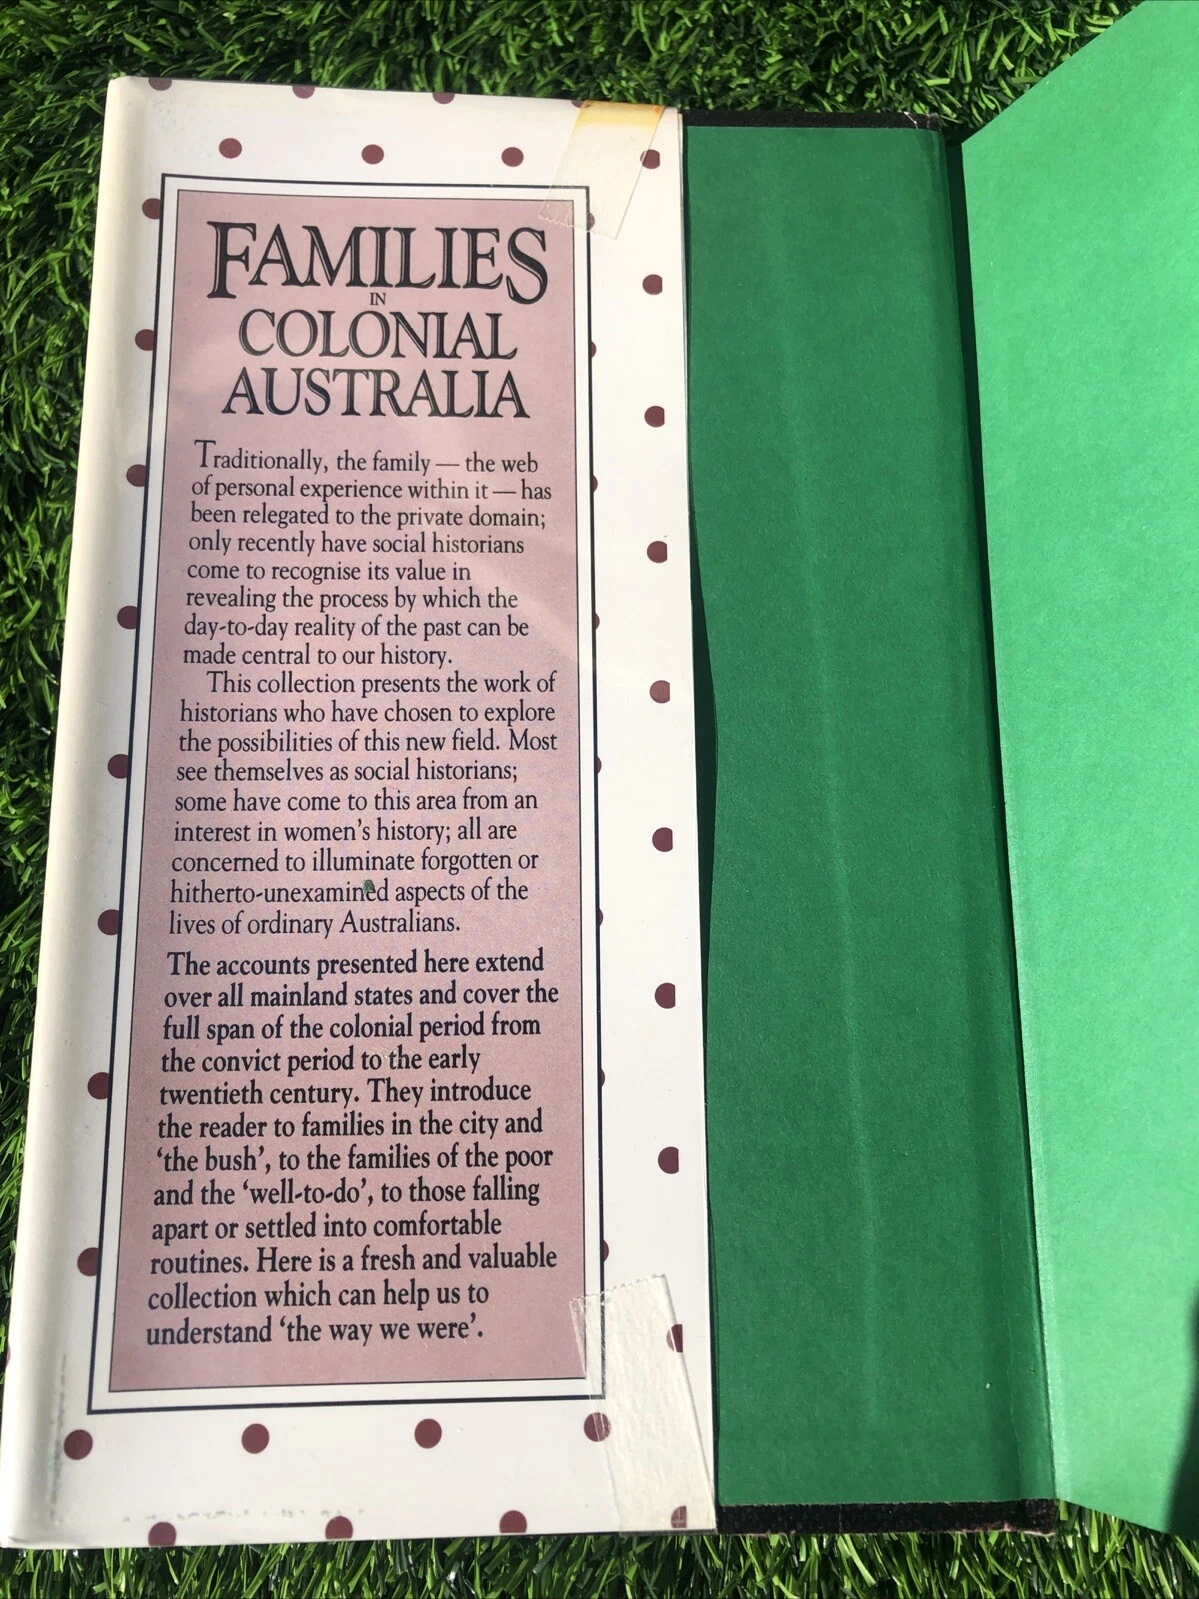 FAMILIES
IN
COLONIAL
AUSTRALIA
Traditionally, the family — the web
of personal experience within it — has
been relegated to the private domain;
only recently have social historians
come to recognise its value in
revealing the process by which the
day-to-day reality of the past can be
made central to our history.
This collection presents the work of
historians who have chosen to explore
the possibilities of this new field. Most
see themselves as social historians;
some have come to this area from an
interest in women's history; all are
concerned to illuminate forgotten or
hitherto-unexamined aspects of the
lives of ordinary Australians.
The accounts presented here extend
over all mainland states and cover the
full span of the colonial period from
the convict period to the early
twentieth century. They introduce
the reader to families in the city and
‘the bush’, to the families of the poor
and the ‘well-to-do’, to those falling
apart or settled into comfortable
routines. Here is a fresh and valuable
collection which can help us to
understand ‘the way we were’.